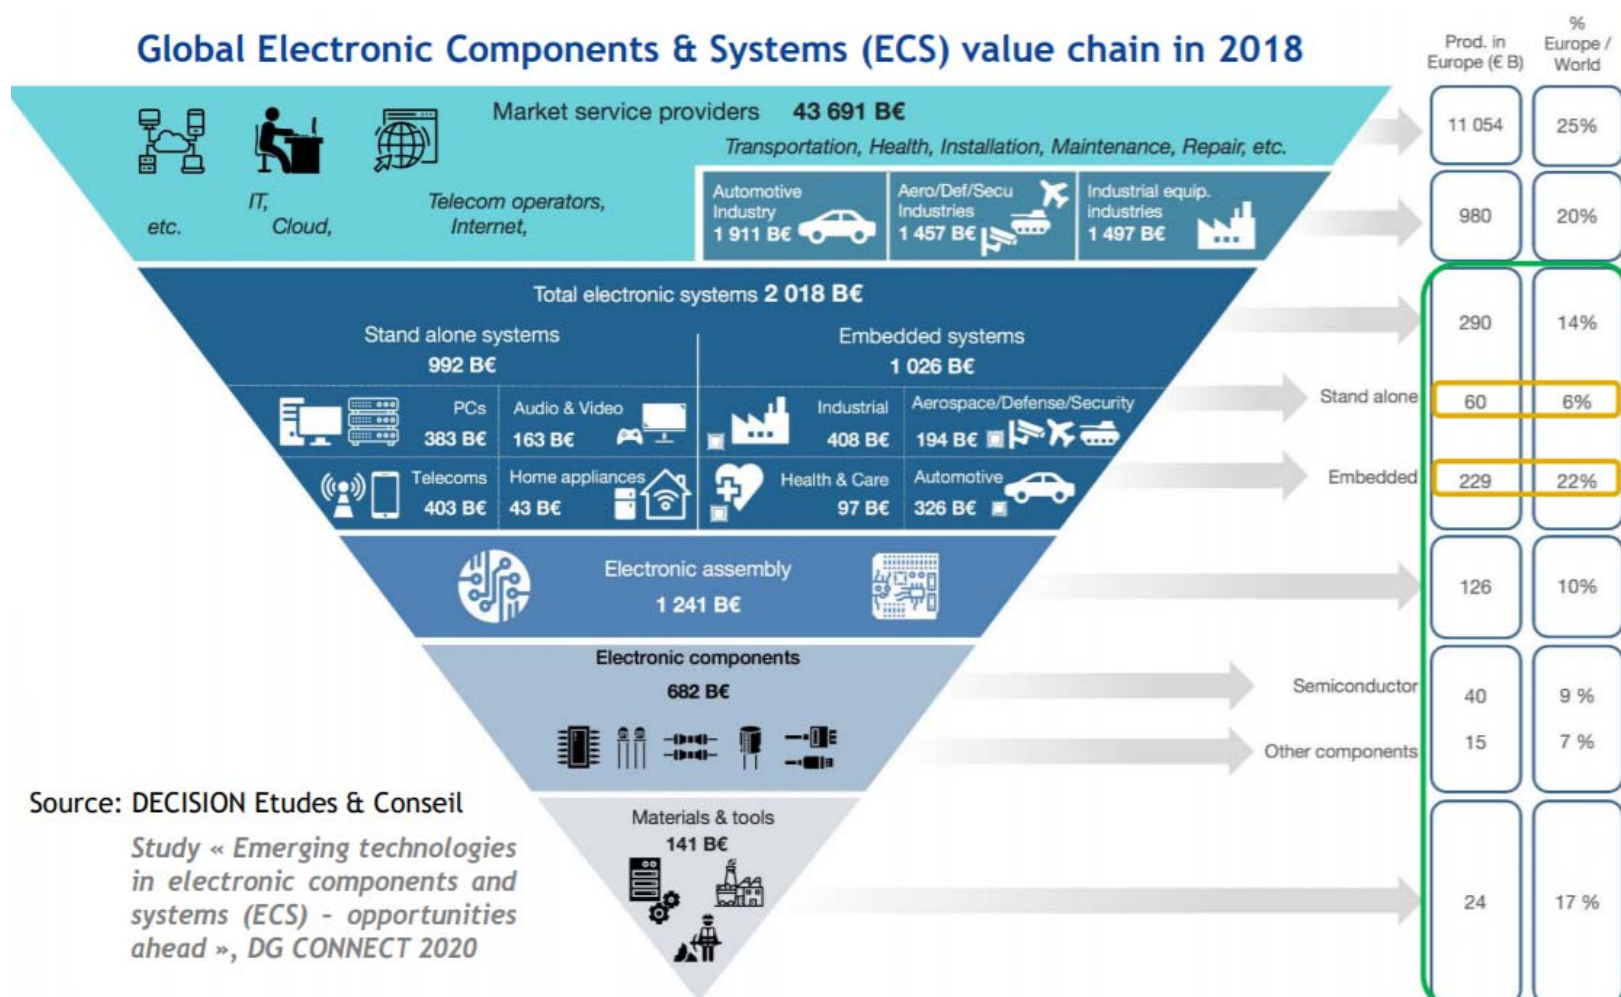 Global Electronic Components & Systems (ECS) value chain in 2018
Prod. in
Europe (€ B)
%
Europe /
World
Market service providers 43 691 B€
Transportation, Health, Installation, Maintenance, Repair, etc.
11 054
25%
etc.
IT,
Cloud,
Telecom operators,
Internet,
Automotive
Industry
1 911 B€
Aero/Def/Secu
Industries
1 457 B€
Industrial equip.
industries
1 497 B€
980
20%
Total electronic systems 2 018 B€
290
14%
Stand alone systems
992 B€
Embedded systems
1 026 B€
PCs
383 B€
Audio & Video
163 B€
Industrial
408 B€
Aerospace/Defense/Security
194 B€
Stand alone
60
6%
Telecoms
403 B€
Home appliances
43 B€
Health & Care
97 B€
Automotive
326 B€
Embedded
229
22%
Electronic assembly
1 241 B€
126
10%
Electronic components
682 B€
Semiconductor
40
9 %
Other components
15
7 %
Materials & tools
141 B€
24
17 %
Source: DECISION Etudes & Conseil
Study « Emerging technologies
in electronic components and
systems (ECS) - opportunities
ahead », DG CONNECT 2020